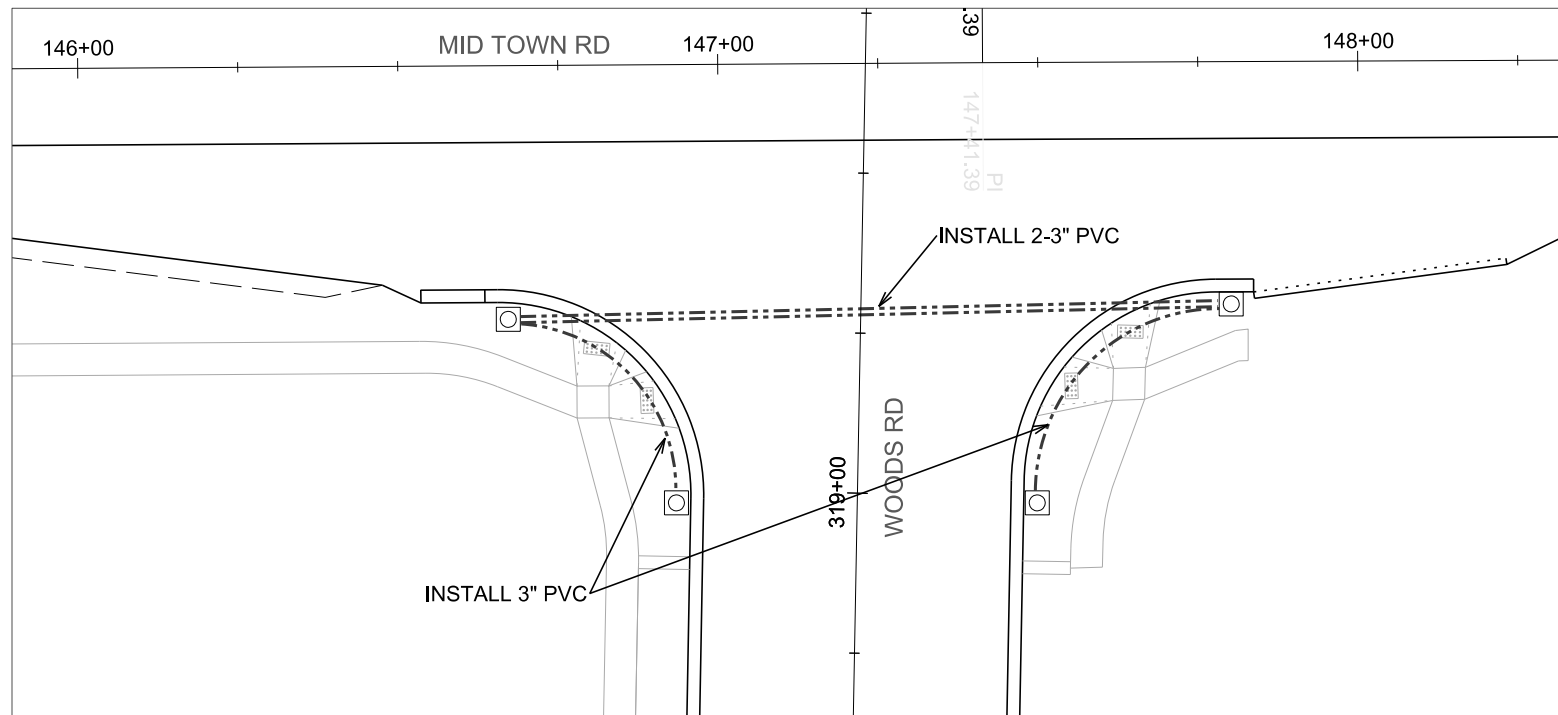 146+00
MID TOWN RD
147+00
.39
148+00
147+41.39
PI
INSTALL 2-3" PVC
319+00
WOODS RD
INSTALL 3" PVC